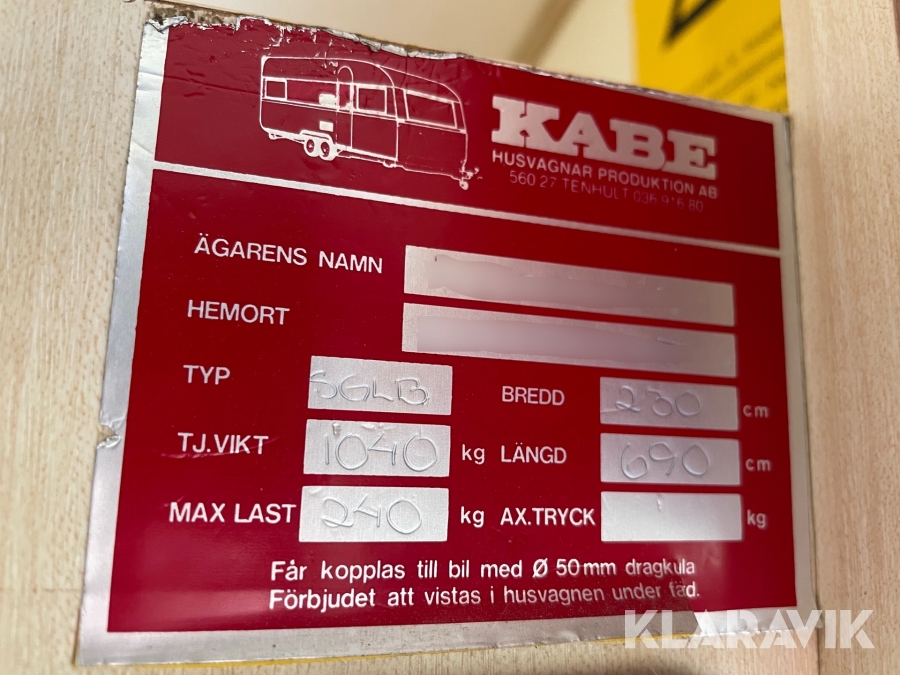 KABE
HUSVAGNAR PRODUKTION AB
560 27 TENHULT 036 916 80
ÄGARENS NAMN
HEMORT
TYP SGLB BREDD 230 cm
TJ.VIKT 1040 kg LÄNGD 690 cm
MAX LAST 240 kg AX.TRYCK kg
Får kopplas till bil med Ø 50mm dragkula
Förbjudet att vistas i husvagnen under färd.
KLARAVIK